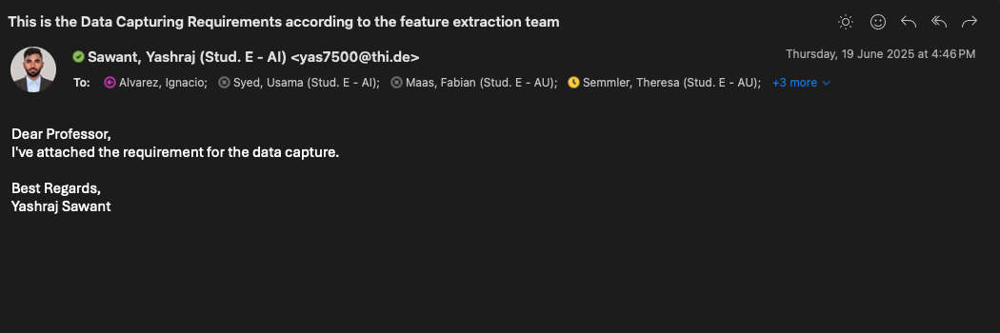 This is the Data Capturing Requirements according to the feature extraction team
Sawant, Yashraj (Stud. E - AI) <yas7500@thi.de>
Thursday, 19 June 2025 at 4:46 PM
To: Alvarez, Ignacio; Syed, Usama (Stud. E - AI); Maas, Fabian (Stud. E - AU); Semmler, Theresa (Stud. E - AU); +3 more
Dear Professor,
I've attached the requirement for the data capture.
Best Regards,
Yashraj Sawant